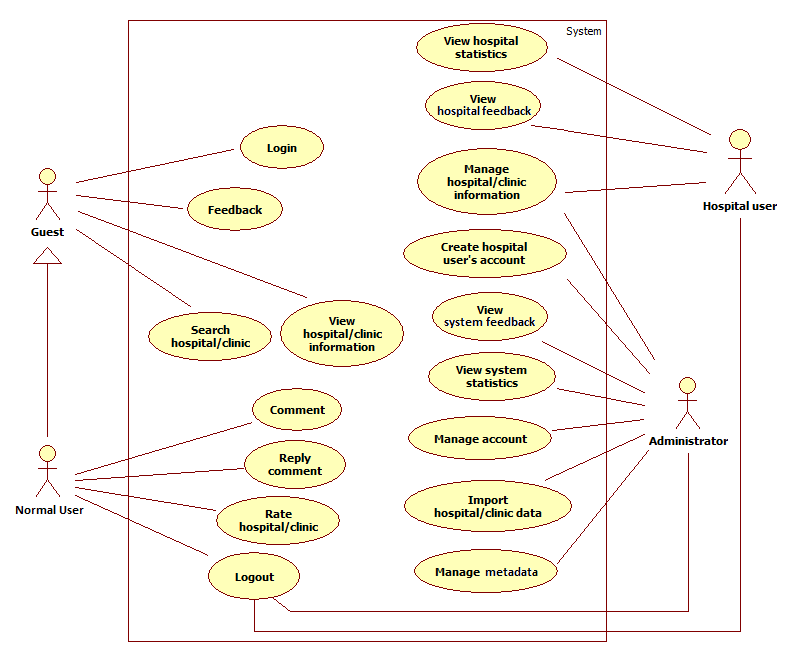 System
View hospital
statistics
View
hospital feedback
Login
Manage
hospital/clinic
information
Feedback
Hospital user
Guest
Create hospital
user's account
View
system feedback
Search
hospital/clinic
View
hospital/clinic
information
View system
statistics
Comment
Manage account
Administrator
Reply
comment
Import
hospital/clinic data
Normal User
Rate
hospital/clinic
Logout
Manage metadata